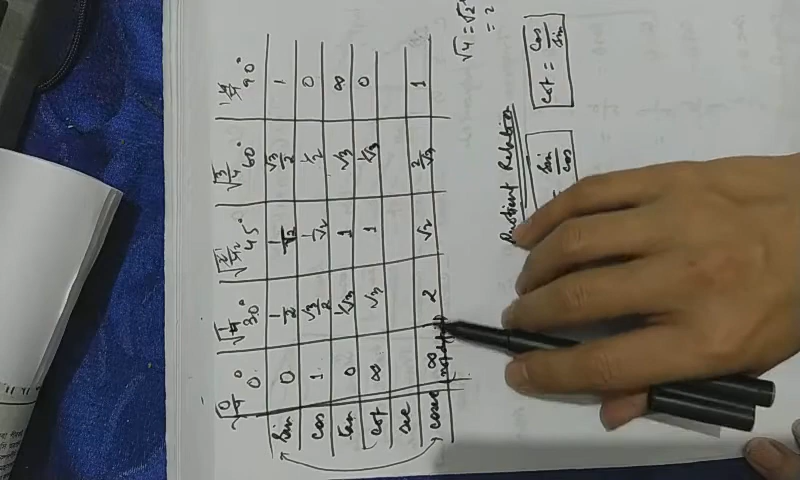 √0/4 √1/4 √2/4 √3/4 √4/4
0° 30° 45° 60° 90°
sin 0 1/2 1/√2 √3/2 1
cos 1 √3/2 1/√2 1/2 0
tan 0 1/√3 1 √3 ∞
cot ∞ √3 1 1/√3 0
sec
cosec ∞ 2 √2 2/√3 1
√4 = √2²
= 2
Quotient Relation
= sin/cos
cot = cos/sin